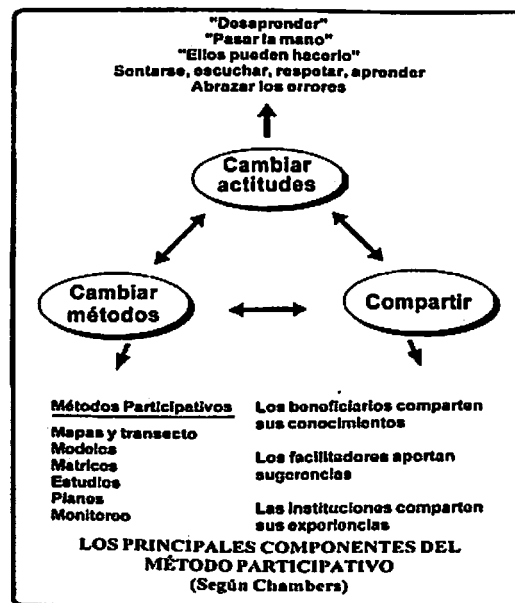 "Desaprender"
"Pasar la mano"
"Ellos pueden hacerlo"
Sentarse, escuchar, respetar, aprender
Abrazar los errores
Cambiar
actitudes
Cambiar
métodos
Compartir
Métodos Participativos
Mapas y transecto
Modelos
Matrices
Estudios
Planes
Monitoreo
Los beneficiarios comparten
sus conocimientos
Los facilitadores aportan
sugerencias
Las instituciones comparten
sus experiencias
LOS PRINCIPALES COMPONENTES DEL
MÉTODO PARTICIPATIVO
(Según Chambers)